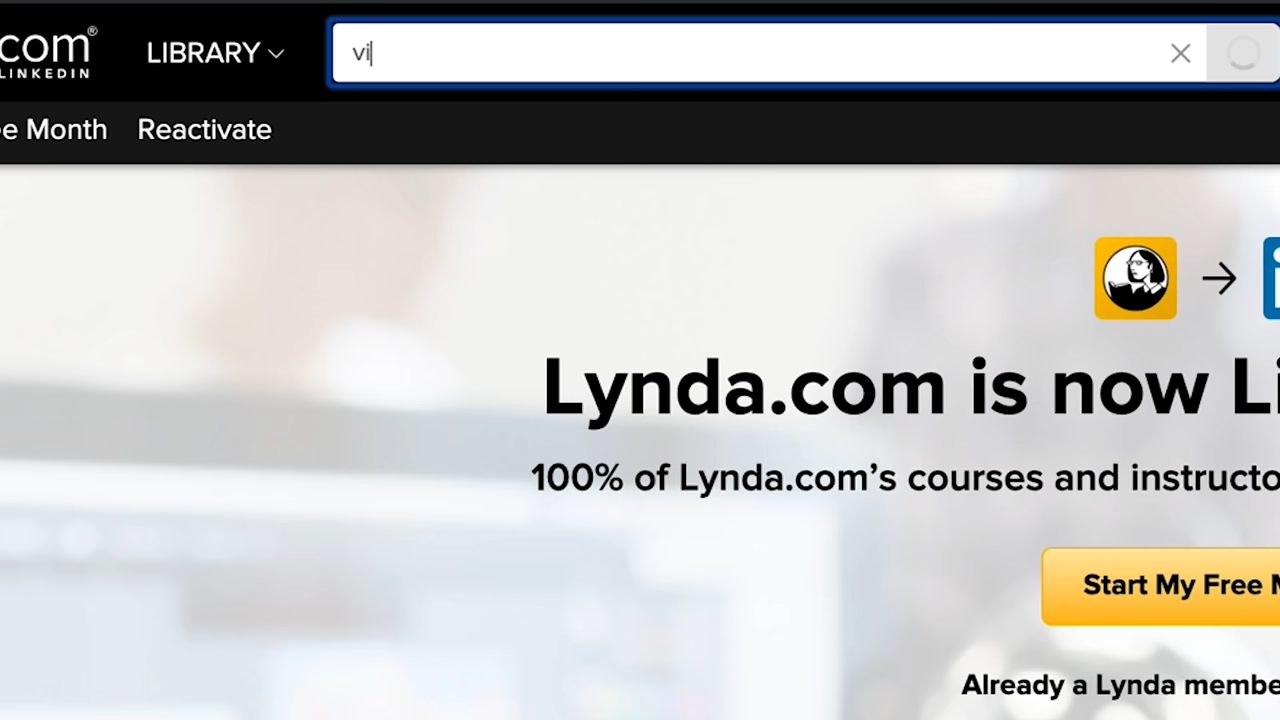 com®
LINKEDIN
LIBRARY
vi
e Month
Reactivate
Lynda.com is now Li
100% of Lynda.com’s courses and instructo
Start My Free M
Already a Lynda membe